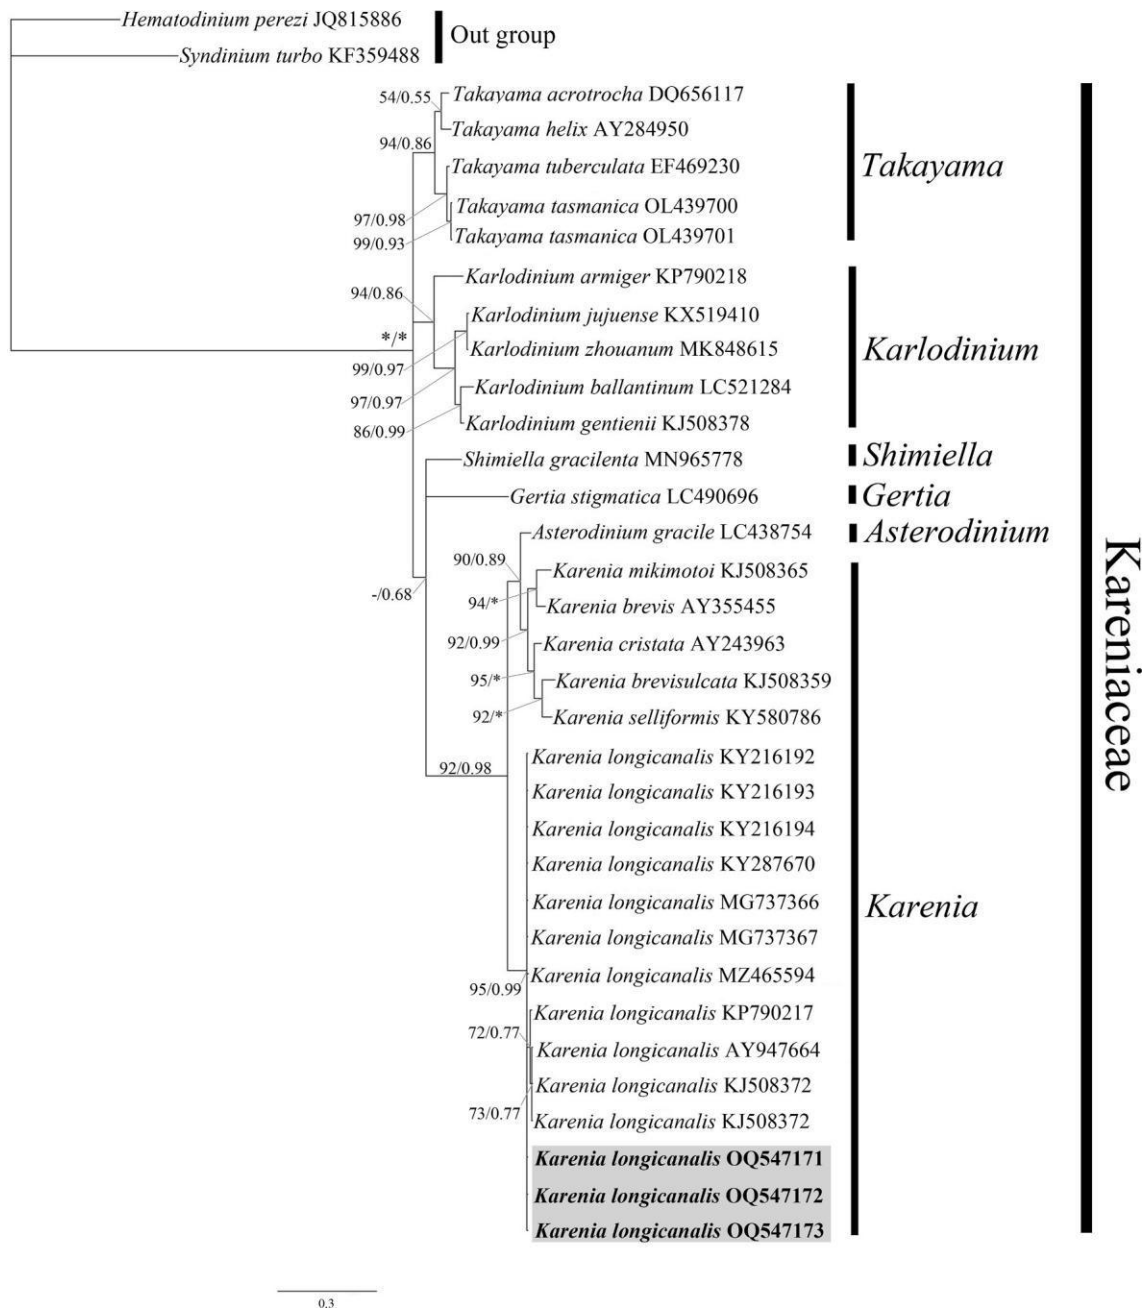 Hematodinium perezi JQ815886
Syndinium turbo KF359488
Out group
54/0.55
Takayama acrotrocha DQ656117
Takayama helix AY284950
94/0.86
Takayama tuberculata EF469230
Takayama
Takayama tasmanica OL439700
97/0.98
99/0.93
Takayama tasmanica OL439701
Karlodinium armiger KP790218
94/0.86
Karlodinium jujuense KX519410
*/*
Karlodinium zhouanum MK848615
Karlodinium
99/0.97
Karlodinium ballantinum LC521284
97/0.97
Karlodinium gentienii KJ508378
86/0.99
Shimiella gracilenta MN965778
Shimiella
Gertia stigmatica LC490696
Gertia
Asterodinium gracile LC438754
Asterodinium
90/0.89
Karenia mikimotoi KJ508365
-/0.68
94/*
Karenia brevis AY355455
92/0.99
Karenia cristata AY243963
95/*
Karenia brevisulcata KJ508359
92/*
Karenia selliformis KY580786
Kareniaceae
Karenia longicanalis KY216192
92/0.98
Karenia longicanalis KY216193
Karenia longicanalis KY216194
Karenia longicanalis KY287670
Karenia longicanalis MG737366
Karenia
Karenia longicanalis MG737367
Karenia longicanalis MZ465594
95/0.99
Karenia longicanalis KP790217
72/0.77
Karenia longicanalis AY947664
Karenia longicanalis KJ508372
73/0.77
Karenia longicanalis KJ508372
Karenia longicanalis OQ547171
Karenia longicanalis OQ547172
Karenia longicanalis OQ547173
0.3